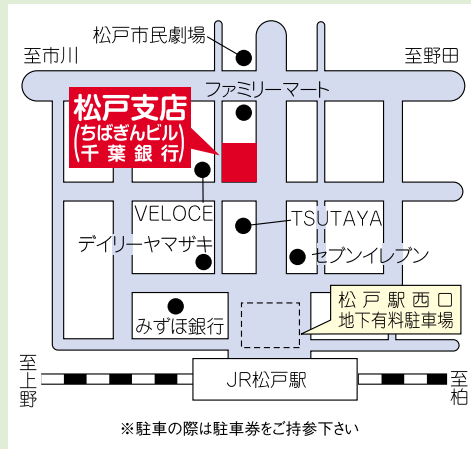 松戸市民劇場
至市川
至野田
ファミリーマート
松戸支店
(ちばぎんビル)
千葉銀行
VELOCE
TSUTAYA
デイリーヤマザキ
セブンイレブン
松戸駅西口
地下有料駐車場
みずほ銀行
至上野
JR松戸駅
至柏
※駐車の際は駐車券をご持参下さい